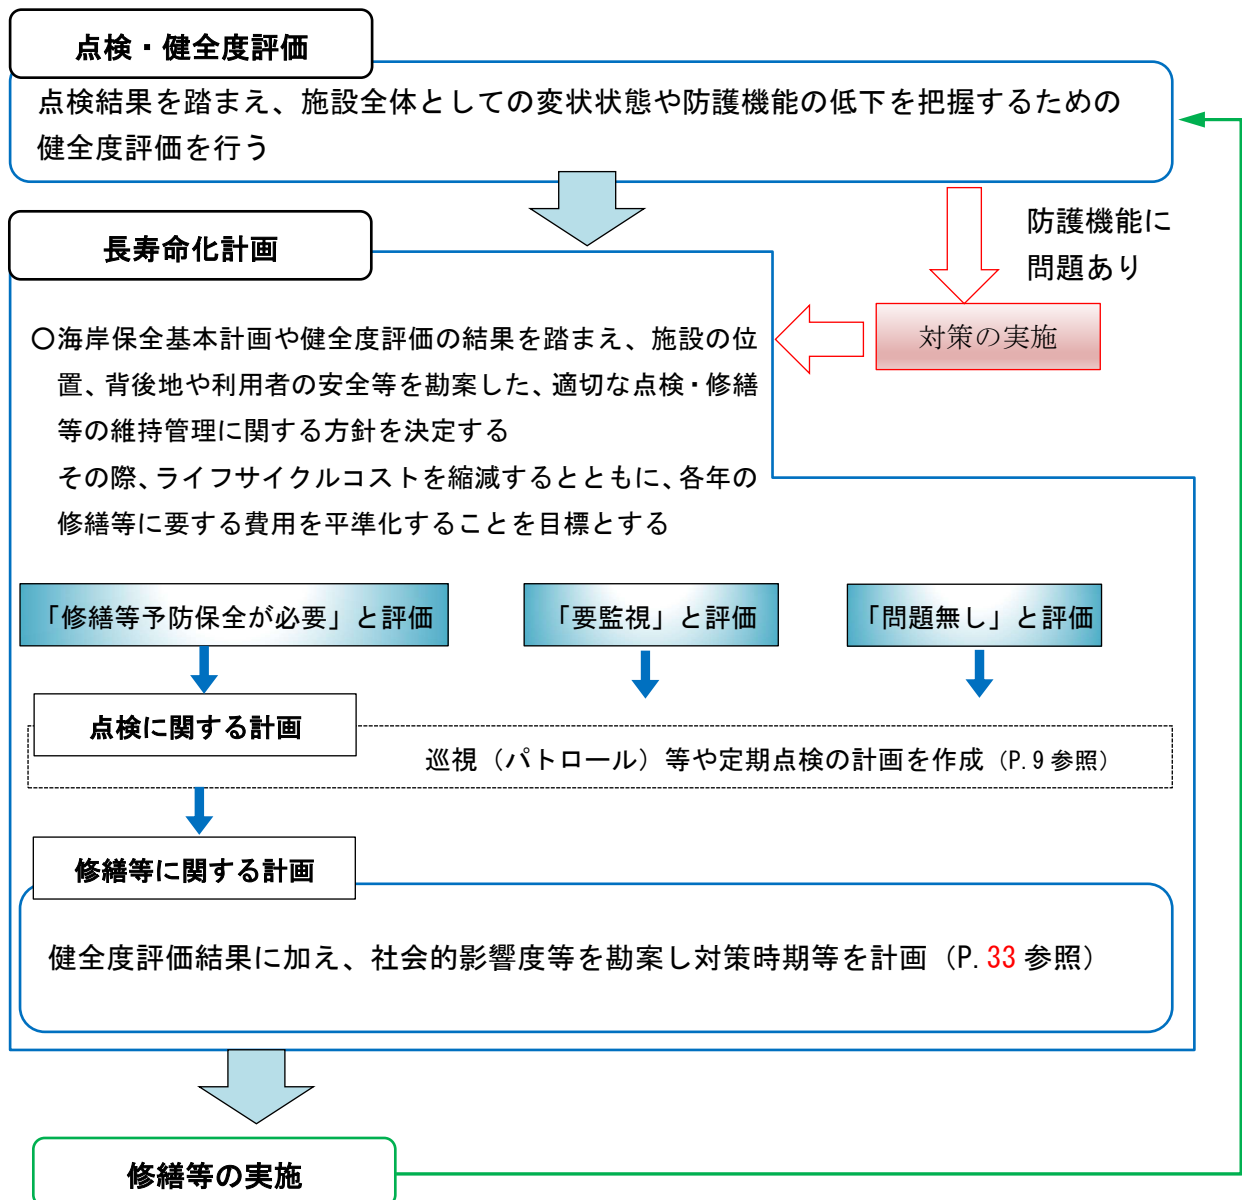 点検・健全度評価
点検結果を踏まえ、施設全体としての変状状態や防護機能の低下を把握するための
健全度評価を行う
防護機能に
問題あり
対策の実施
長寿命化計画
○海岸保全基本計画や健全度評価の結果を踏まえ、施設の位
置、背後地や利用者の安全等を勘案した、適切な点検・修繕
等の維持管理に関する方針を決定する
その際、ライフサイクルコストを縮減するとともに、各年の
修繕等に要する費用を平準化することを目標とする
「修繕等予防保全が必要」と評価
「要監視」と評価
「問題無し」と評価
点検に関する計画
巡視（パトロール）等や定期点検の計画を作成（P.9 参照）
修繕等に関する計画
健全度評価結果に加え、社会的影響度等を勘案し対策時期等を計画（P.33 参照）
修繕等の実施